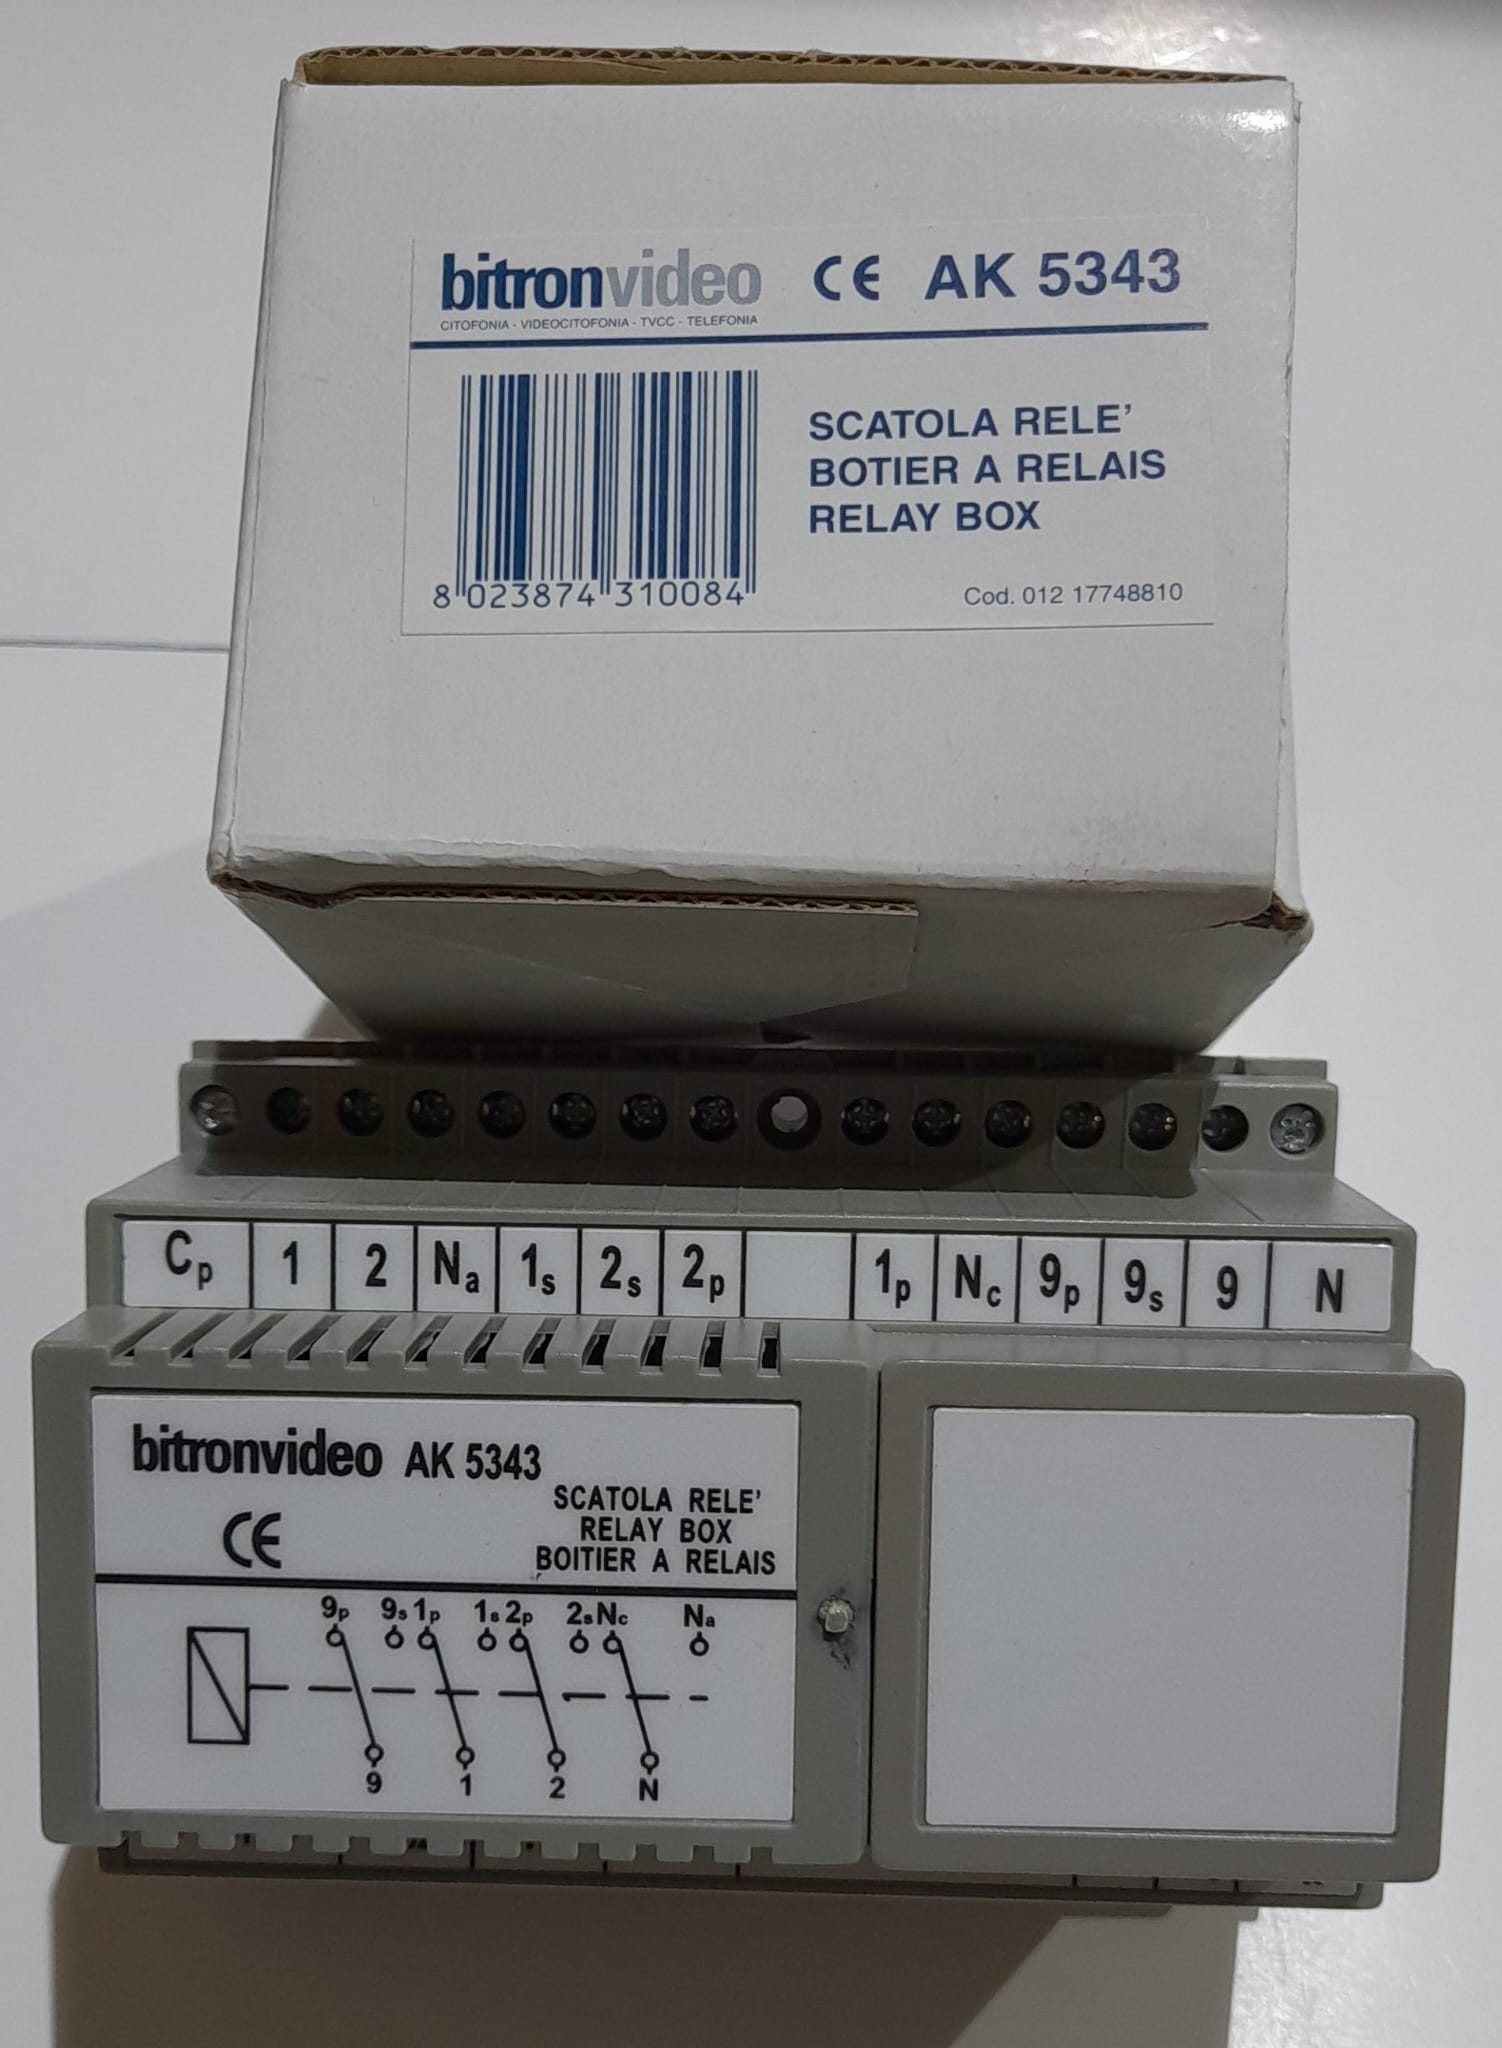 bitronvideo CE AK 5343
CITOFONIA - VIDEOCITOFONIA - TVCC - TELEFONIA
SCATOLA RELE'
BOTIER A RELAIS
RELAY BOX
8 023874 310084
Cod. 012 17748810
Cp 1 2 Na 1s 2s 2p 1p Nc 9p 9s 9 N
bitronvideo AK 5343
CE
SCATOLA RELE'
RELAY BOX
BOITIER A RELAIS
9p 9s 1p 1s 2p 2s Nc Na
9 1 2 N